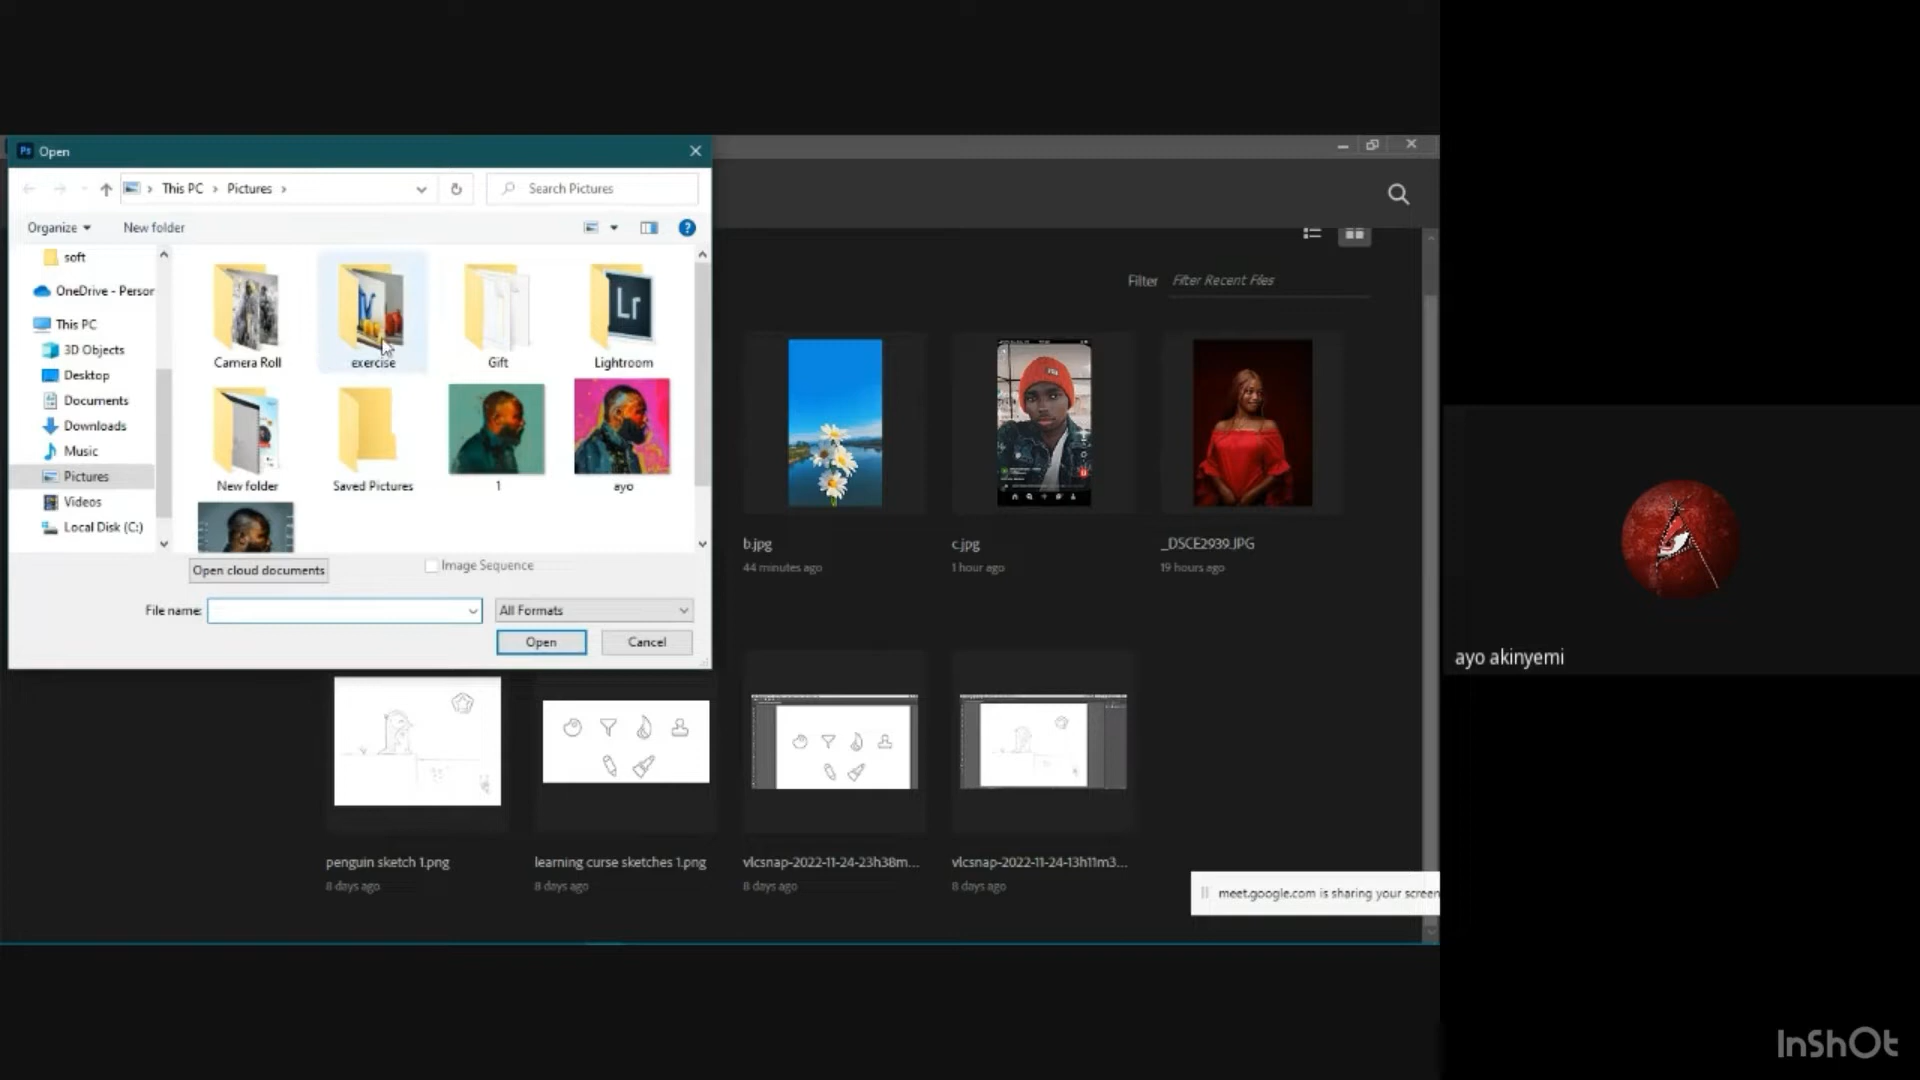 Ps Open
This PC > Pictures >
Search Pictures
Organize
New folder
soft
OneDrive - Person
This PC
3D Objects
Desktop
Documents
Downloads
Music
Pictures
Videos
Local Disk (C:)
Camera Roll
exercise
Gift
Lr
Lightroom
New folder
Saved Pictures
1
ayo
Open cloud documents
Image Sequence
File name:
All Formats
Open
Cancel
Filter
Filter Recent Files
b.jpg
44 minutes ago
c.jpg
1 hour ago
_DSCE2939.JPG
19 hours ago
penguin sketch 1.png
8 days ago
learning curse sketches 1.png
8 days ago
vlcsnap-2022-11-24-23h38m...
8 days ago
vlcsnap-2022-11-24-13h11m3...
8 days ago
meet.google.com is sharing your screen
ayo akinyemi
InShOt